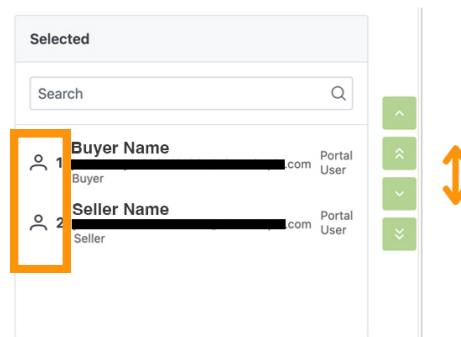 Selected
Search
1 Buyer Name
.com
Portal
User
Buyer
2 Seller Name
.com
Portal
User
Seller